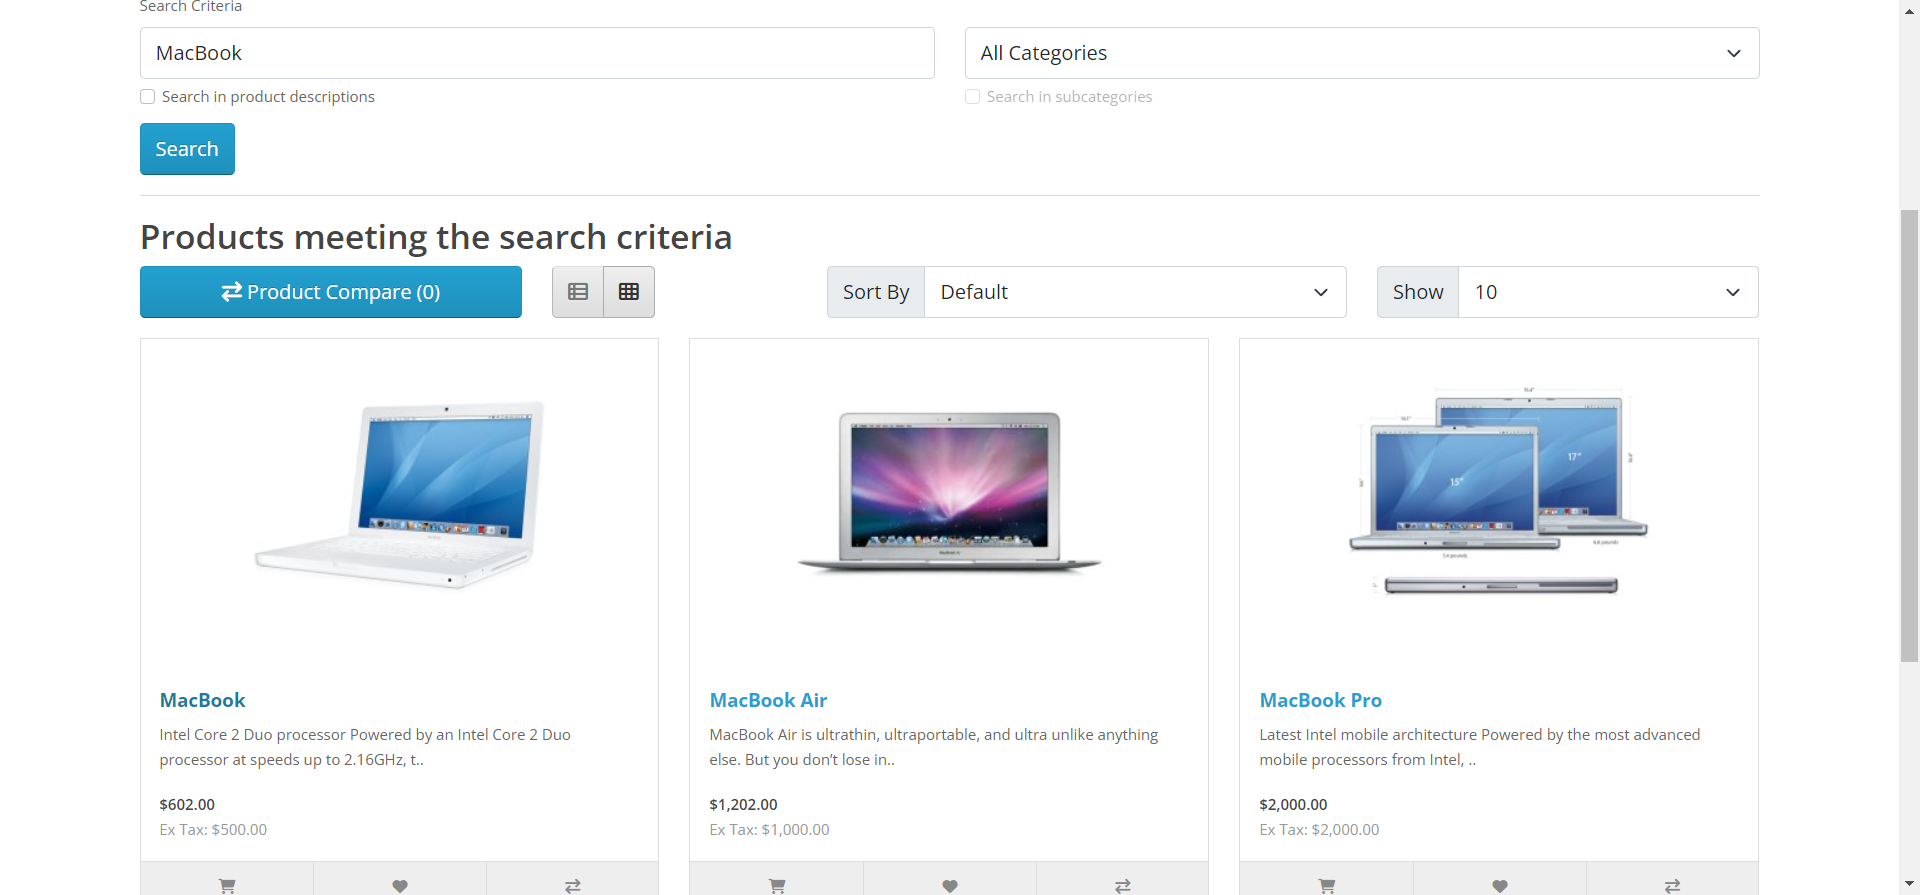 Search Criteria
MacBook
All Categories
Search in product descriptions
Search in subcategories
Search
Products meeting the search criteria
Product Compare (0)
Sort By
Default
Show
10
15"
17"
MacBook
Intel Core 2 Duo processor Powered by an Intel Core 2 Duo
processor at speeds up to 2.16GHz, t..
$602.00
Ex Tax: $500.00
MacBook Air
MacBook Air is ultrathin, ultraportable, and ultra unlike anything
else. But you don’t lose in..
$1,202.00
Ex Tax: $1,000.00
MacBook Pro
Latest Intel mobile architecture Powered by the most advanced
mobile processors from Intel, ..
$2,000.00
Ex Tax: $2,000.00